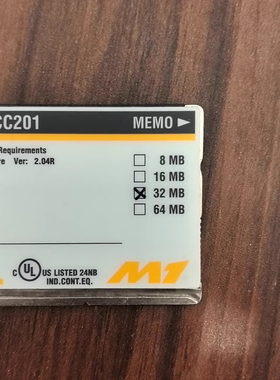 CC201 MEMO ►
Requirements
re Ver: 2.04R
☐ 8 MB
☐ 16 MB
☒ 32 MB
☐ 64 MB
C UL US LISTED 24NB
IND.CONT.EQ.
M1